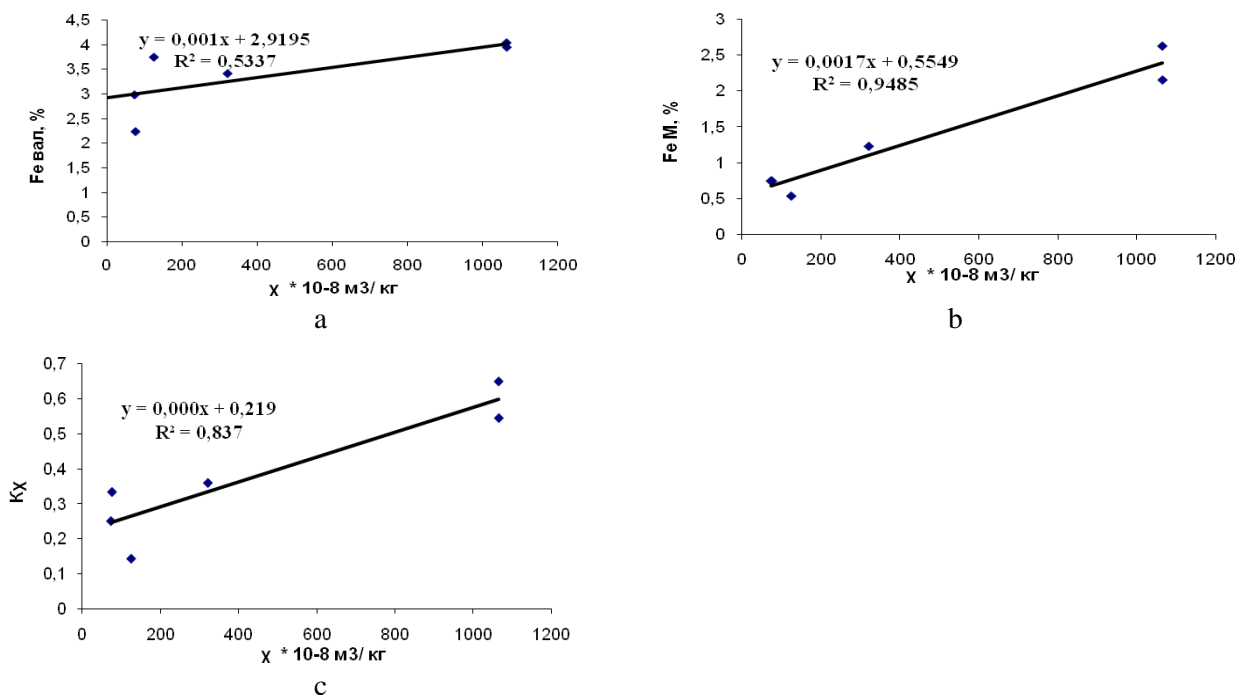 4,5
4
3,5
3
2,5
2
1,5
1
0,5
0
y = 0,001x + 2,9195
R² = 0,5337
Fe вал, %
0 200 400 600 800 1000 1200
χ * 10-8 м3/ кг
a
3
2,5
2
1,5
1
0,5
0
y = 0,0017x + 0,5549
R² = 0,9485
Fe М, %
0 200 400 600 800 1000 1200
χ * 10-8 м3/ кг
b
0,7
0,6
0,5
0,4
0,3
0,2
0,1
0
y = 0,000x + 0,219
R² = 0,837
Kχ
0 200 400 600 800 1000 1200
χ * 10-8 м3/ кг
c